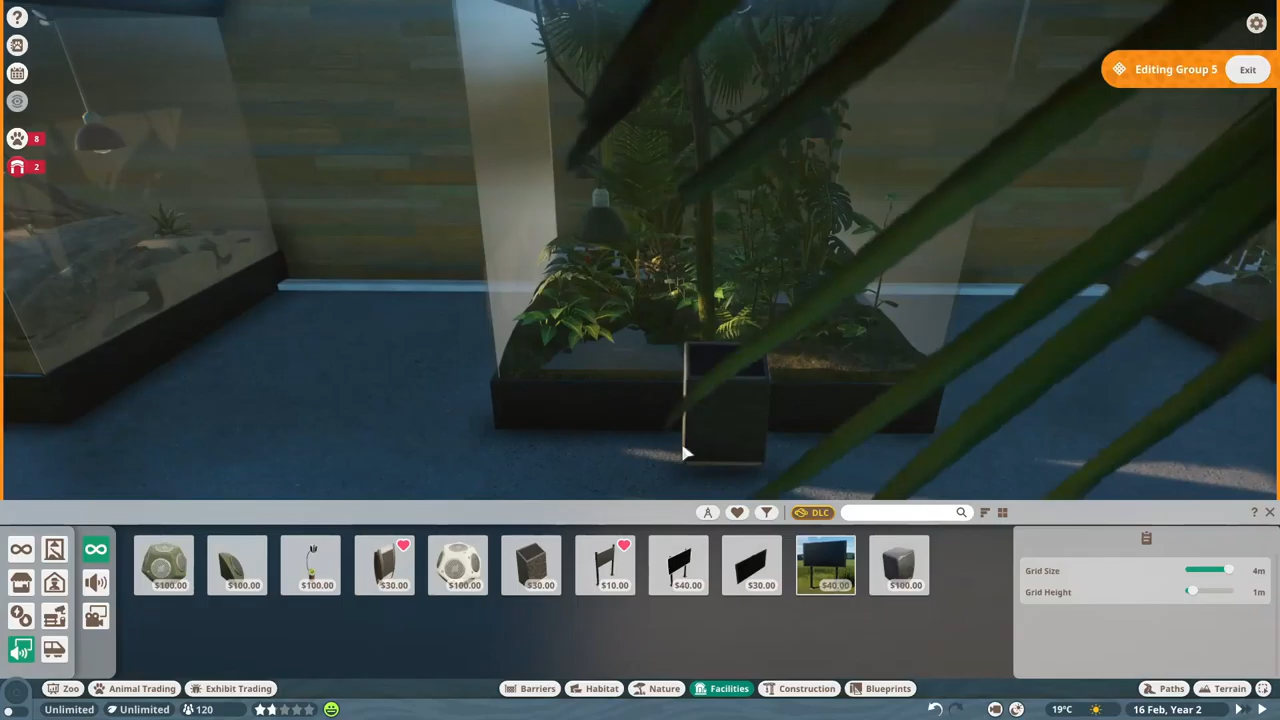 ?
Editing Group 5
Exit
8
2
DLC
? ×
$100.00
$100.00
$100.00
$30.00
$100.00
$30.00
$10.00
$40.00
$30.00
$40.00
$100.00
Grid Size 4m
Grid Height 1m
Zoo
Animal Trading
Exhibit Trading
Barriers
Habitat
Nature
Facilities
Construction
Blueprints
Paths
Terrain
Unlimited
Unlimited
120
19°C
16 Feb, Year 2